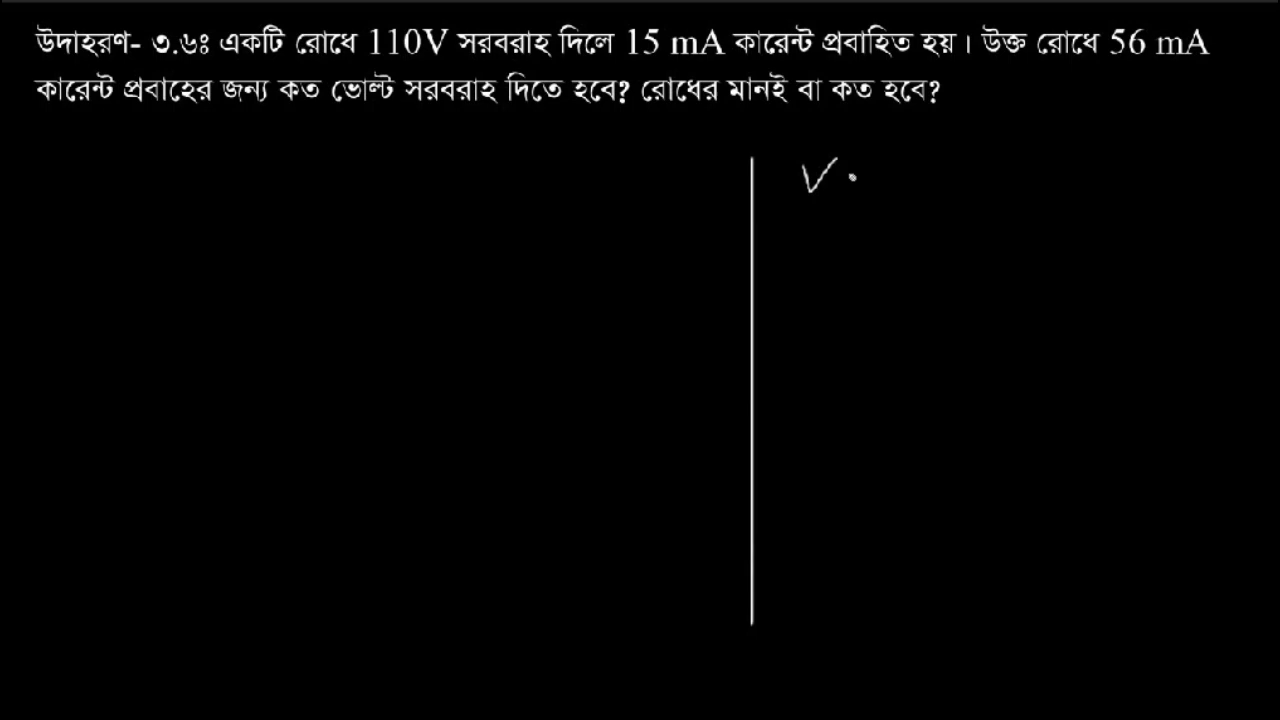 উদাহরণ- ৩.৬ঃ একটি রোধে 110V সরবরাহ দিলে 15 mA কারেন্ট প্রবাহিত হয়। উক্ত রোধে 56 mA
কারেন্ট প্রবাহের জন্য কত ভোল্ট সরবরাহ দিতে হবে? রোধের মানই বা কত হবে?
V